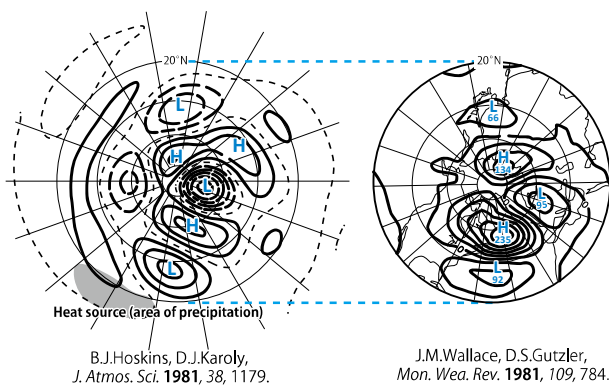 20°N
L
H
H
L
H
L
Heat source (area of precipitation)
B.J.Hoskins, D.J.Karoly,
J. Atmos. Sci. 1981, 38, 1179.
20°N
L
66
H
134
L
95
H
235
L
92
J.M.Wallace, D.S.Gutzler,
Mon. Wea. Rev. 1981, 109, 784.